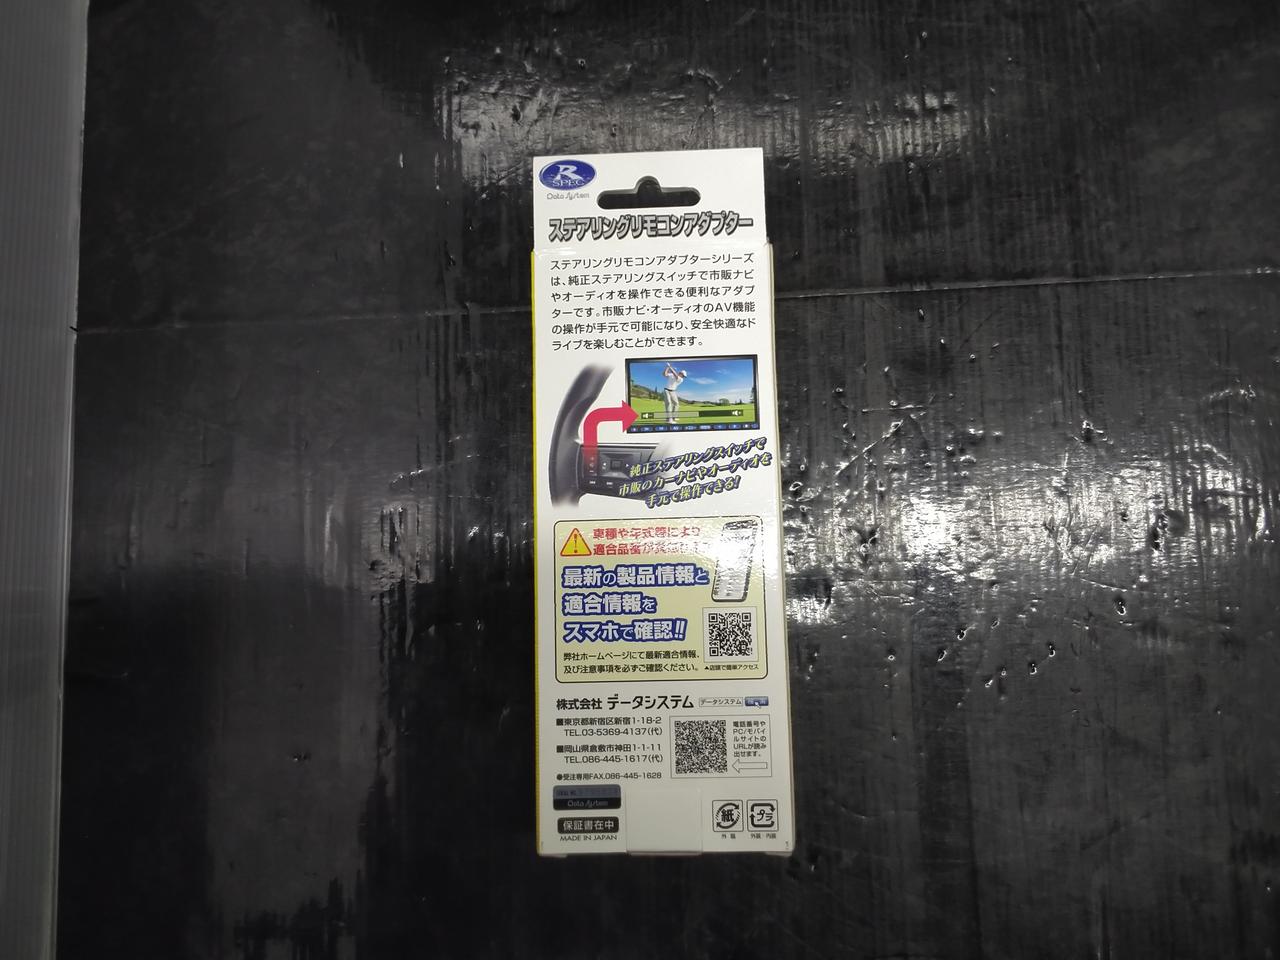 R
SPEC
Data System
ステアリングリモコンアダプター
ステアリングリモコンアダプターシリーズ
は、純正ステアリングスイッチで市販ナビ
やオーディオを操作できる便利なアダプ
ターです。市販ナビ・オーディオのAV機能
の操作が手元で可能になり、安全快適なド
ライブを楽しむことができます。
純正ステアリングスイッチで
市販のカーナビやオーディオを
手元で操作できる!
車種や年式等により
適合品番が
最新の製品情報と
適合情報を
スマホで確認!!
弊社ホームページにて最新適合情報、
及び注意事項を必ずご確認ください。
▲店頭で簡単アクセス
株式会社 データシステム
データシステム 検索
■東京都新宿区新宿1-18-2
TEL.03-5369-4137(代)
■岡山県倉敷市神田1-1-11
TEL.086-445-1617(代)
●受注専用FAX.086-445-1628
電話番号や
PC/モバイ
ルサイトの
URLが読み
出せます。
SERIAL NO.
Data System
保証書在中
MADE IN JAPAN
紙
外箱
プラ
外装・内装